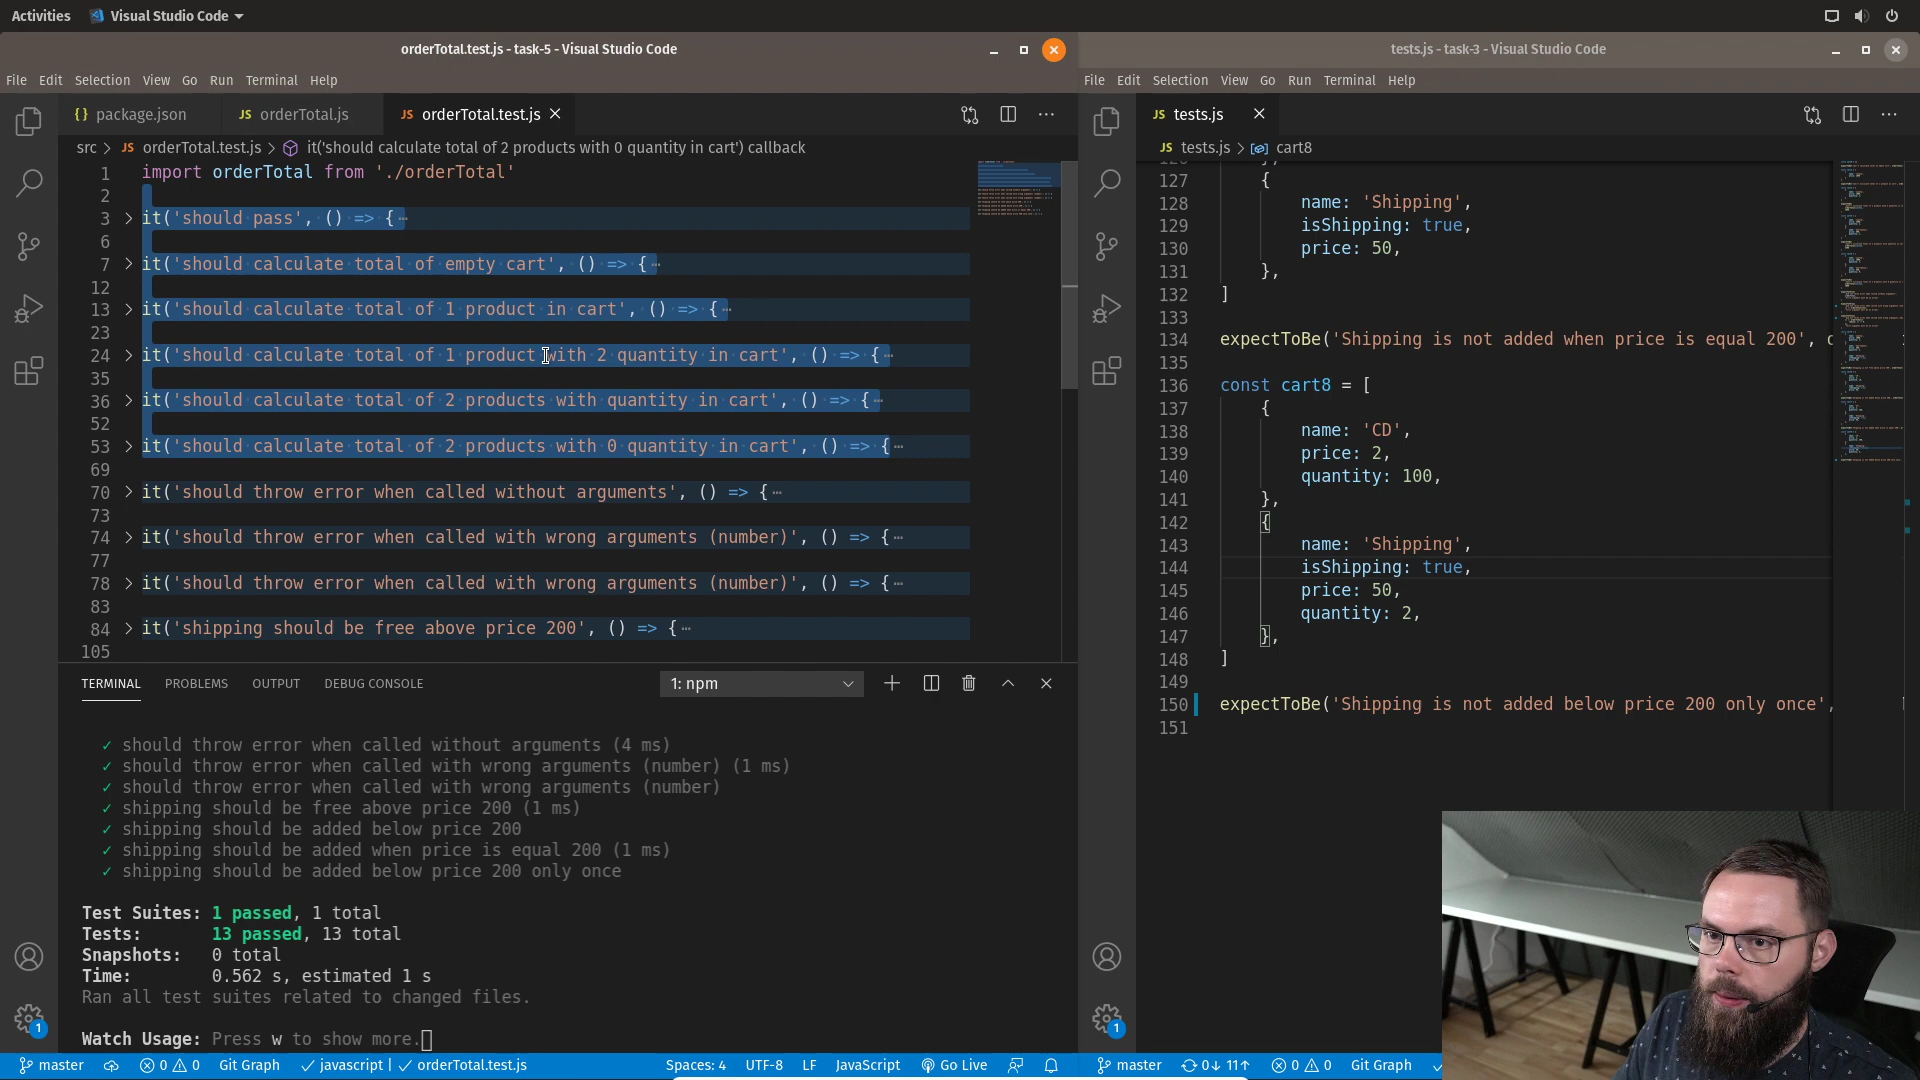 Activities Visual Studio Code
orderTotal.test.js - task-5 - Visual Studio Code
File Edit Selection View Go Run Terminal Help
{} package.json JS orderTotal.js JS orderTotal.test.js
src > JS orderTotal.test.js > it('should calculate total of 2 products with 0 quantity in cart') callback
1 import orderTotal from './orderTotal'
2
3 it('should pass', () => {
6
7 it('should calculate total of empty cart', () => {
12
13 it('should calculate total of 1 product in cart', () => {
23
24 it('should calculate total of 1 product with 2 quantity in cart', () => {
35
36 it('should calculate total of 2 products with quantity in cart', () => {
52
53 it('should calculate total of 2 products with 0 quantity in cart', () => {
69
70 it('should throw error when called without arguments', () => {
73
74 it('should throw error when called with wrong arguments (number)', () => {
77
78 it('should throw error when called with wrong arguments (number)', () => {
83
84 it('shipping should be free above price 200', () => {
105
TERMINAL PROBLEMS OUTPUT DEBUG CONSOLE 1: npm
✓ should throw error when called without arguments (4 ms)
✓ should throw error when called with wrong arguments (number) (1 ms)
✓ should throw error when called with wrong arguments (number)
✓ shipping should be free above price 200 (1 ms)
✓ shipping should be added below price 200
✓ shipping should be added when price is equal 200 (1 ms)
✓ shipping should be added below price 200 only once
Test Suites: 1 passed, 1 total
Tests: 13 passed, 13 total
Snapshots: 0 total
Time: 0.562 s, estimated 1 s
Ran all test suites related to changed files.
Watch Usage: Press w to show more.
1
master 0 0 Git Graph ✓ javascript | ✓ orderTotal.test.js Spaces: 4 UTF-8 LF JavaScript Go Live
tests.js - task-3 - Visual Studio Code
File Edit Selection View Go Run Terminal Help
JS tests.js
JS tests.js > cart8
127 {
128 name: 'Shipping',
129 isShipping: true,
130 price: 50,
131 },
132 ]
133
134 expectToBe('Shipping is not added when price is equal 200',
135
136 const cart8 = [
137 {
138 name: 'CD',
139 price: 2,
140 quantity: 100,
141 },
142 {
143 name: 'Shipping',
144 isShipping: true,
145 price: 50,
146 quantity: 2,
147 },
148 ]
149
150 expectToBe('Shipping is not added below price 200 only once',
151
1
master 0↓ 11↑ 0 0 Git Graph